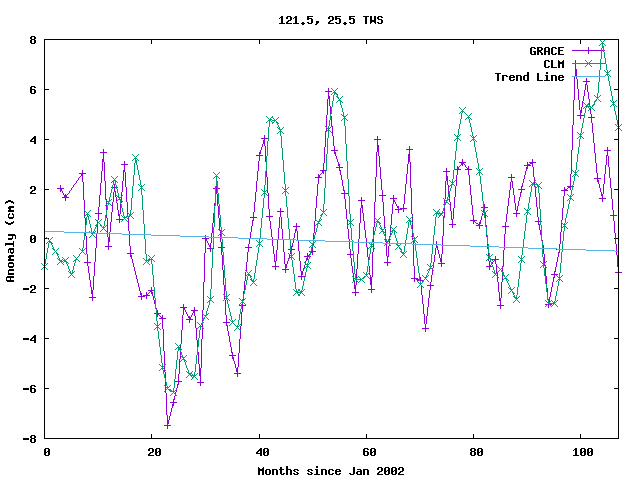 121.5, 25.5 TWS
GRACE
CLM
Trend Line
8
6
4
2
0
-2
-4
-6
-8
Anomaly (cm)
0 20 40 60 80 100
Months since Jan 2002